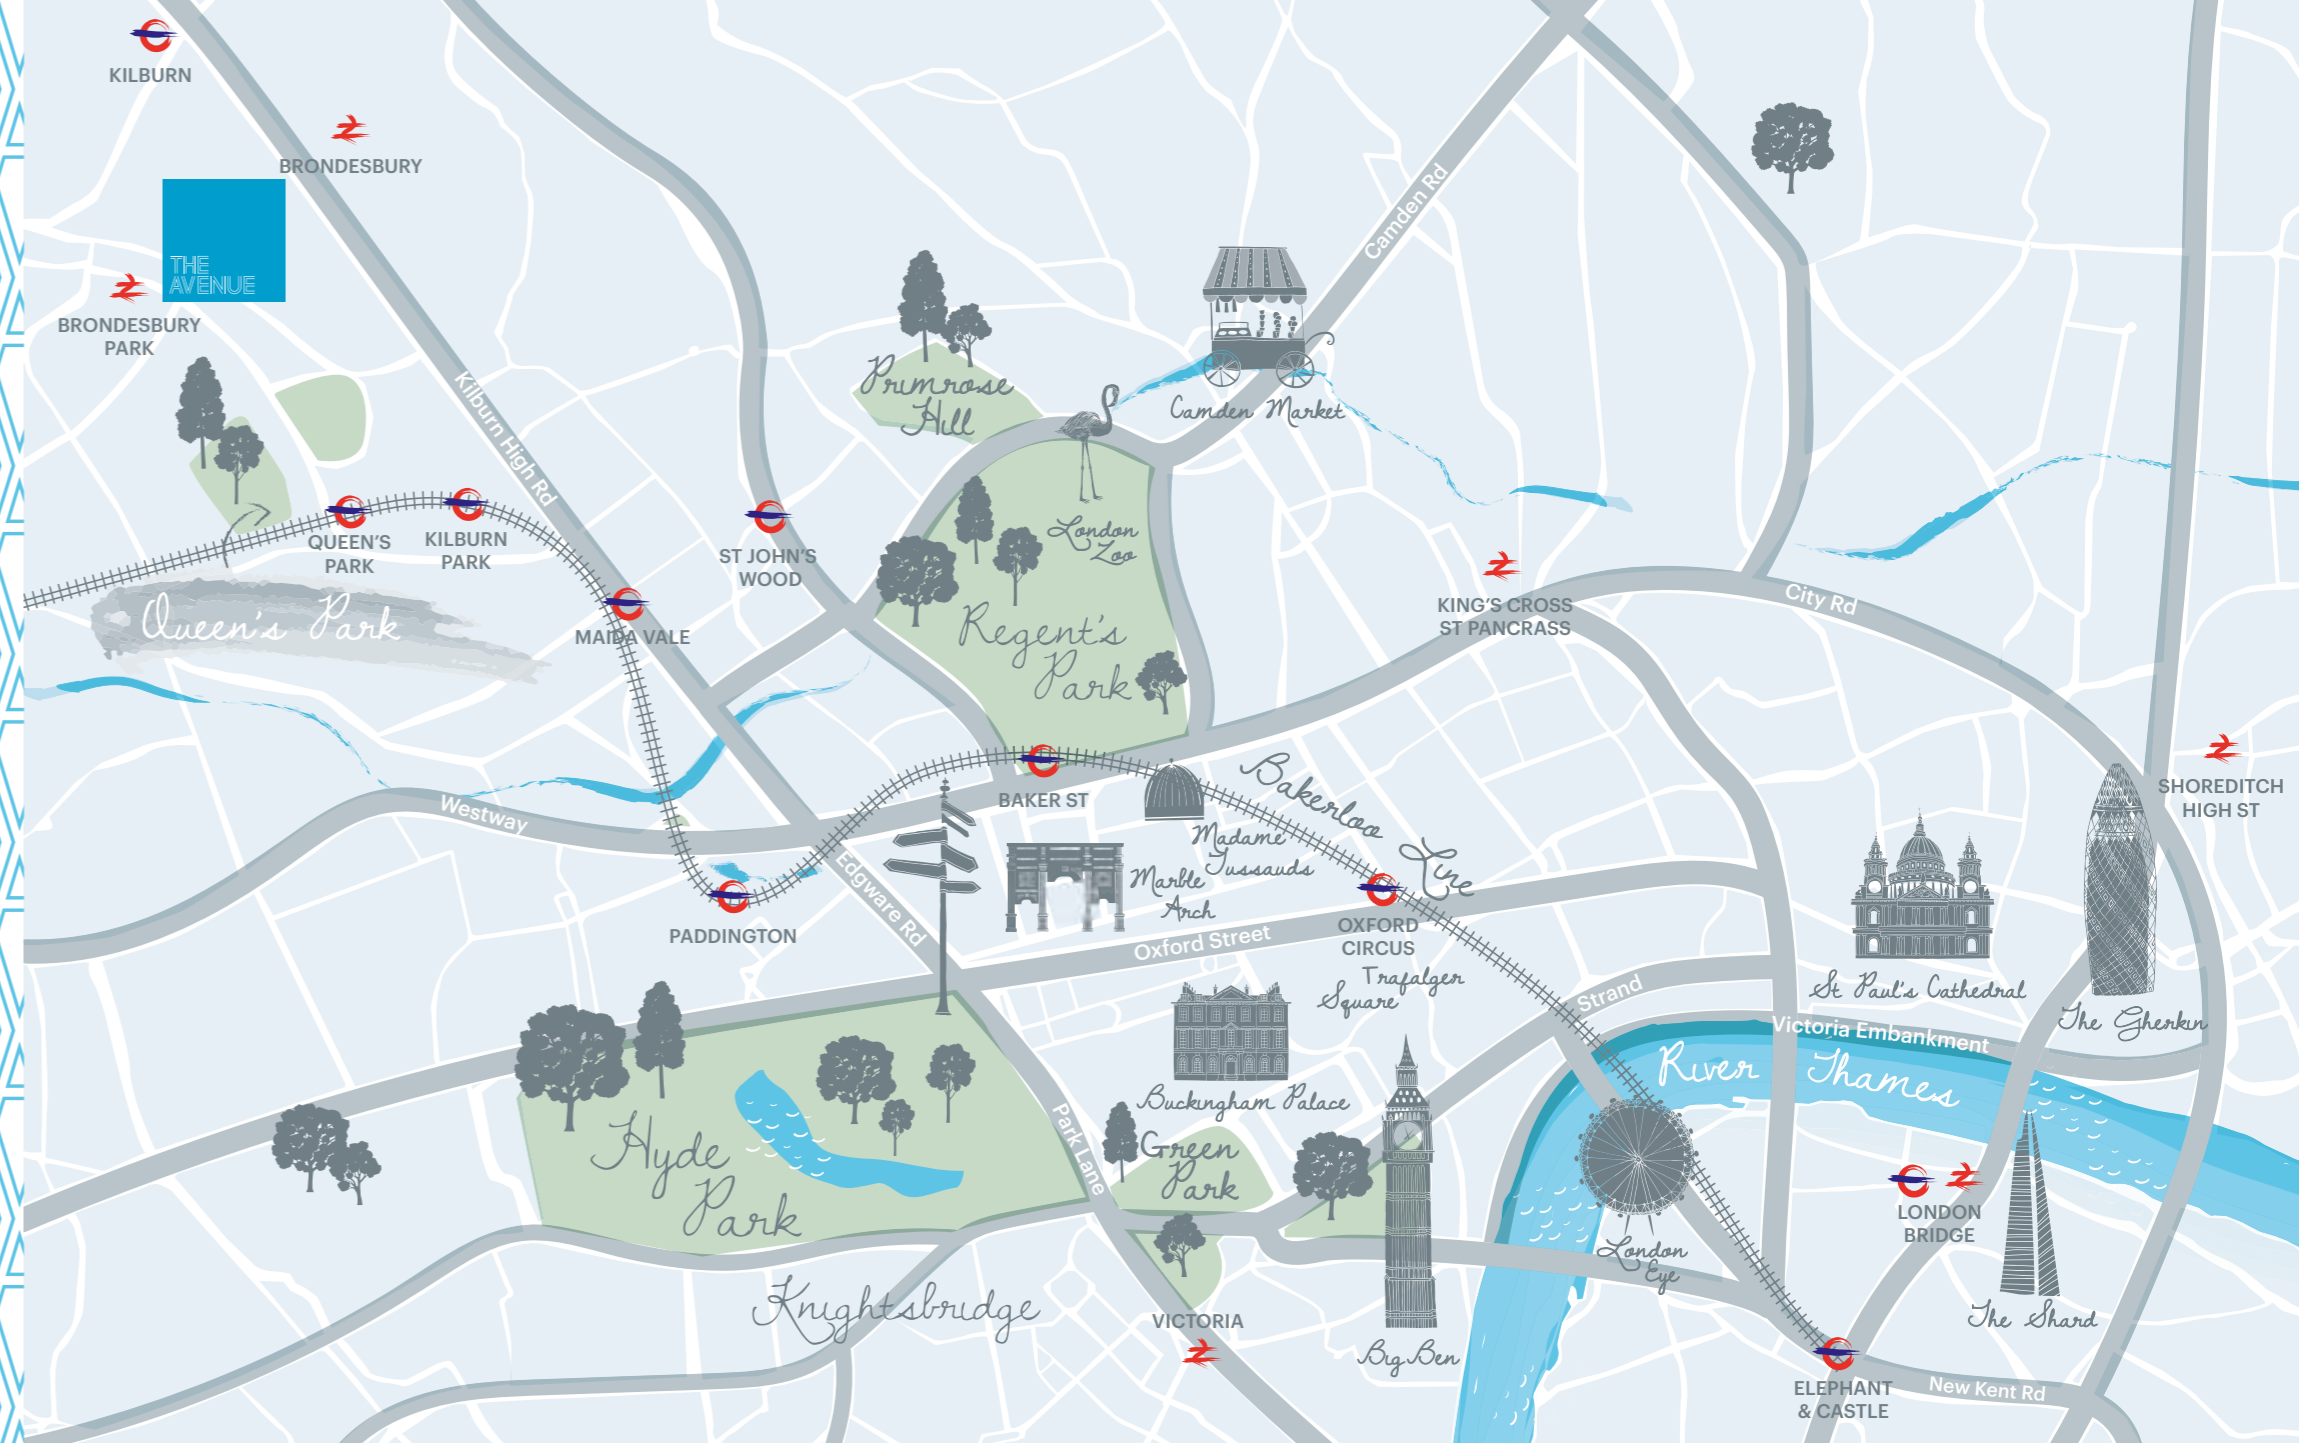 KILBURN
BRONDESBURY
THE
AVENUE
BRONDESBURY
PARK
Camden Rd
Kilburn High Rd
Primrose
Hill
Camden Market
QUEEN'S
PARK
KILBURN
PARK
ST JOHN'S
WOOD
London
Zoo
KING'S CROSS
ST PANCRASS
City Rd
Queen's Park
MAIDA VALE
Regent's
Park
Westway
BAKER ST
Bakerloo
Line
Madame
Tussauds
Marble
Arch
SHOREDITCH
HIGH ST
Edgware Rd
PADDINGTON
Oxford Street
OXFORD
CIRCUS
Trafalger
Square
Strand
St Paul's Cathedral
The Gherkin
Victoria Embankment
River Thames
Buckingham Palace
Hyde
Park
Park Lane
Green
Park
LONDON
BRIDGE
London
Eye
Knightsbridge
VICTORIA
Big Ben
The Shard
ELEPHANT
& CASTLE
New Kent Rd